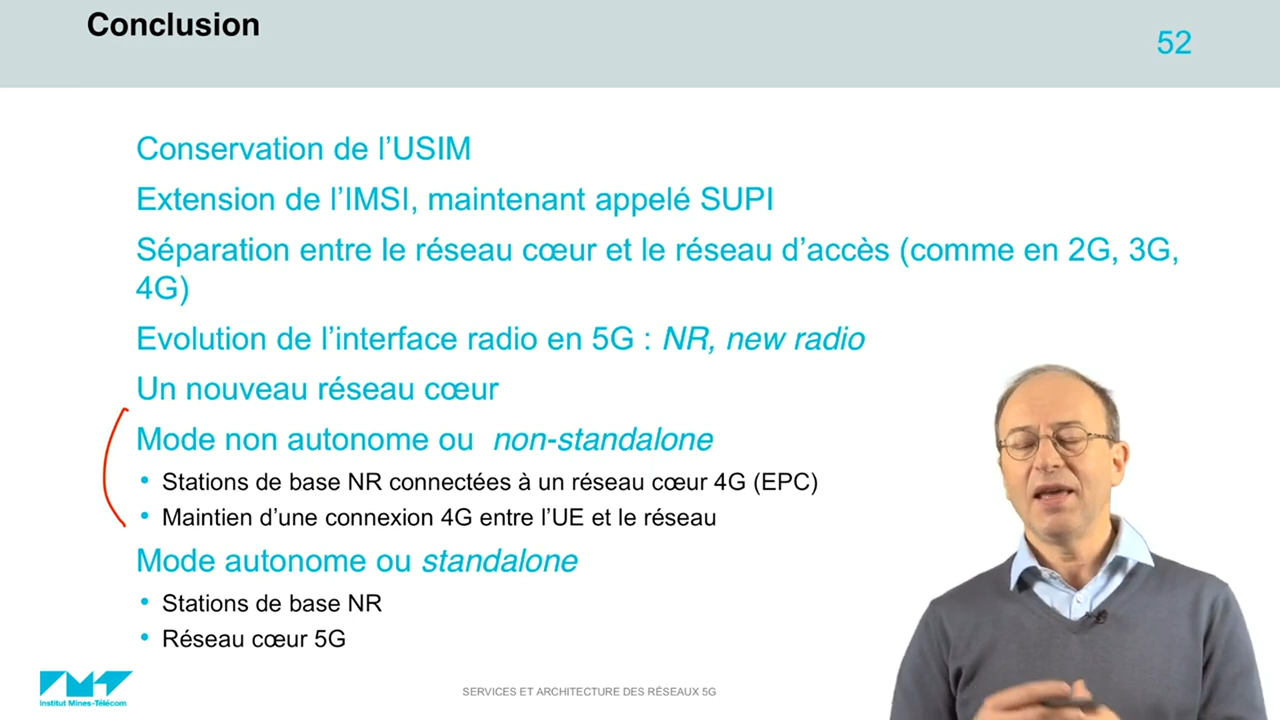 Conclusion
52
Conservation de l’USIM
Extension de l’IMSI, maintenant appelé SUPI
Séparation entre le réseau cœur et le réseau d’accès (comme en 2G, 3G,
4G)
Evolution de l’interface radio en 5G : NR, new radio
Un nouveau réseau cœur
Mode non autonome ou non-standalone
• Stations de base NR connectées à un réseau cœur 4G (EPC)
• Maintien d’une connexion 4G entre l’UE et le réseau
Mode autonome ou standalone
• Stations de base NR
• Réseau cœur 5G
IMT
Institut Mines-Télécom
SERVICES ET ARCHITECTURE DES RÉSEAUX 5G